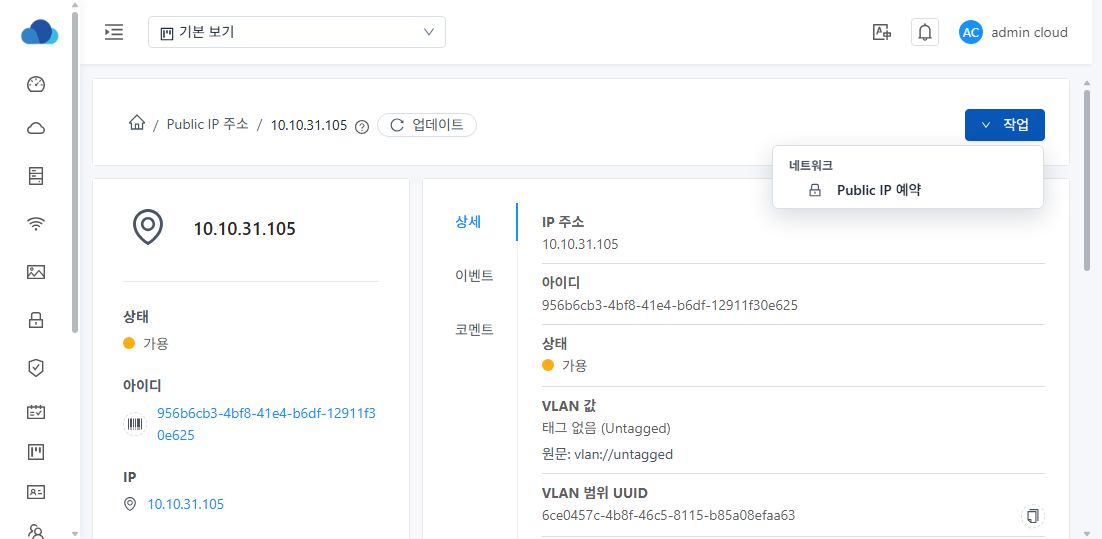 기본 보기
AC admin cloud
/ Public IP 주소 / 10.10.31.105 업데이트
작업
네트워크
Public IP 예약
10.10.31.105
상태
가용
아이디
956b6cb3-4bf8-41e4-b6df-12911f3
0e625
IP
10.10.31.105
상세
이벤트
코멘트
IP 주소
10.10.31.105
아이디
956b6cb3-4bf8-41e4-b6df-12911f30e625
상태
가용
VLAN 값
태그 없음 (Untagged)
원문: vlan://untagged
VLAN 범위 UUID
6ce0457c-4b8f-46c5-8115-b85a08efaa63